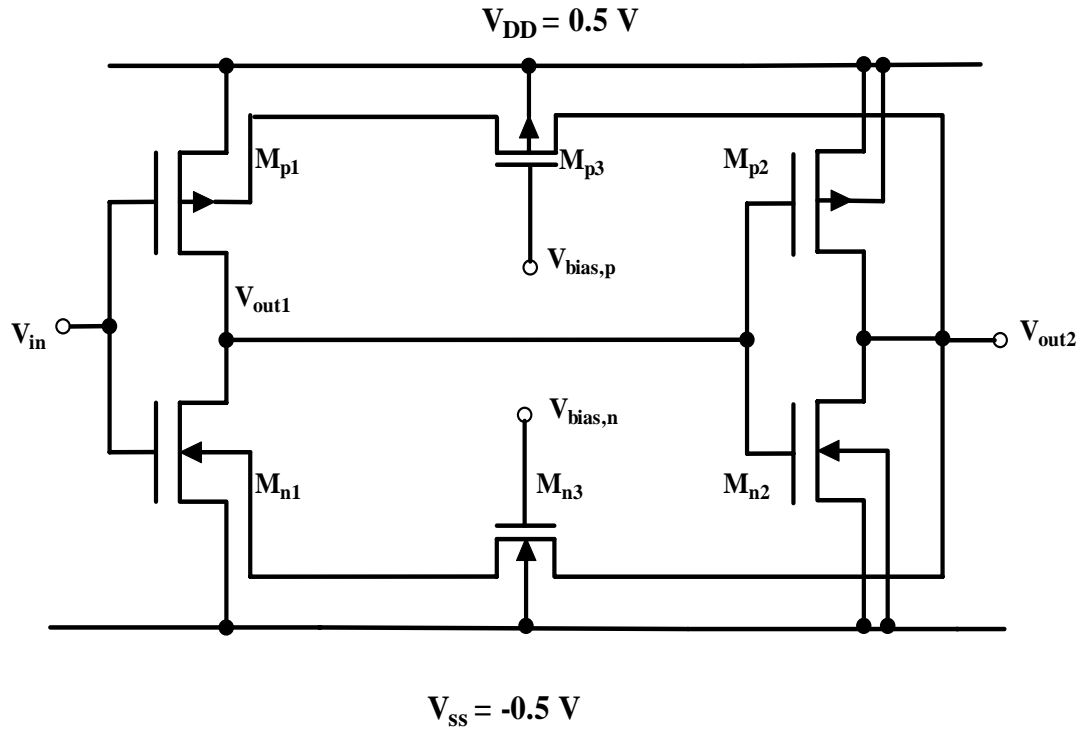 V_DD = 0.5 V
M_p1
M_p3
M_p2
V_bias,p
V_out1
V_in
V_out2
V_bias,n
M_n1
M_n3
M_n2
V_ss = -0.5 V